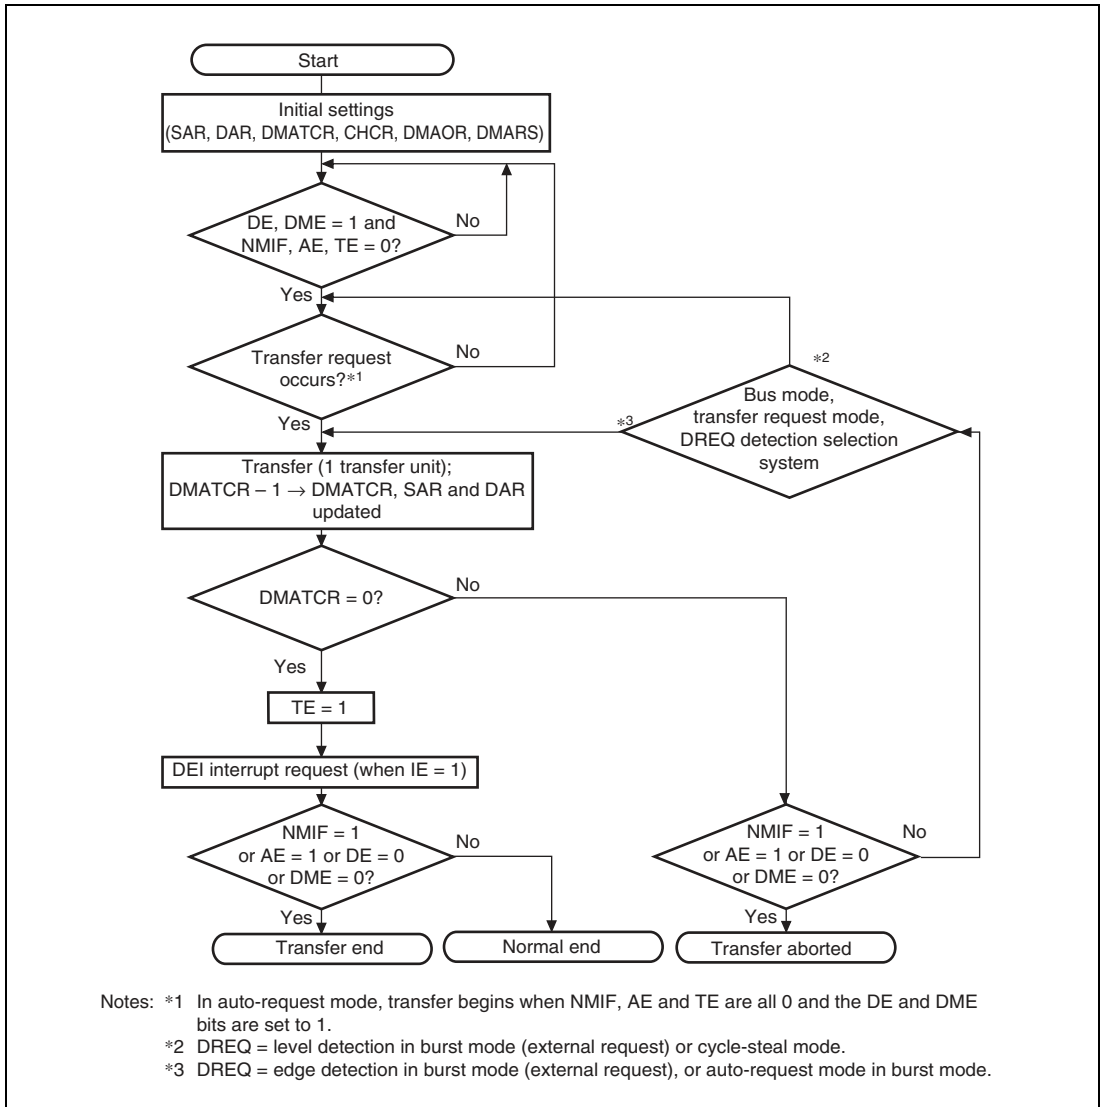 Start
Initial settings
(SAR, DAR, DMATCR, CHCR, DMAOR, DMARS)
DE, DME = 1 and
NMIF, AE, TE = 0?
No
Yes
Transfer request
occurs?*1
No
Yes
*2
Bus mode,
transfer request mode,
DREQ detection selection
system
*3
Transfer (1 transfer unit);
DMATCR – 1 → DMATCR, SAR and DAR
updated
DMATCR = 0?
No
Yes
TE = 1
DEI interrupt request (when IE = 1)
NMIF = 1
or AE = 1 or DE = 0
or DME = 0?
No
Yes
NMIF = 1
or AE = 1 or DE = 0
or DME = 0?
No
Yes
Transfer end
Normal end
Transfer aborted
Notes: *1 In auto-request mode, transfer begins when NMIF, AE and TE are all 0 and the DE and DME
bits are set to 1.
*2 DREQ = level detection in burst mode (external request) or cycle-steal mode.
*3 DREQ = edge detection in burst mode (external request), or auto-request mode in burst mode.